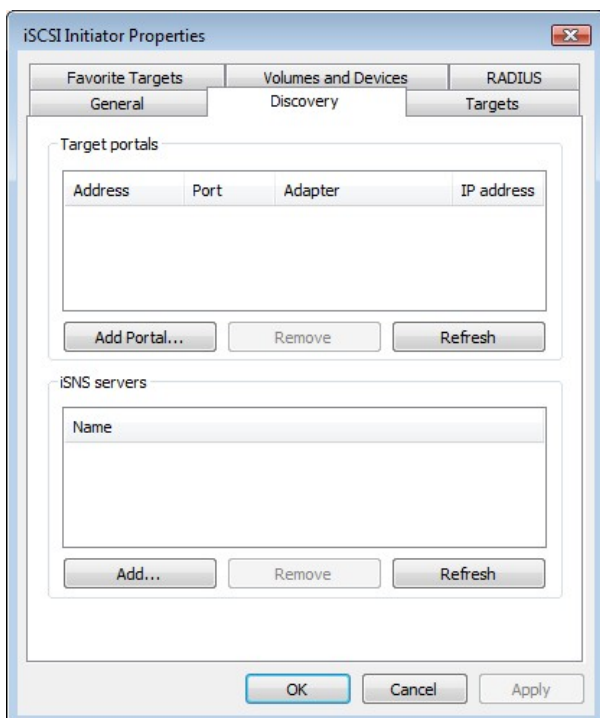 iSCSI Initiator Properties
Favorite Targets Volumes and Devices RADIUS
General Discovery Targets
Target portals
Address Port Adapter IP address
Add Portal... Remove Refresh
iSNS servers
Name
Add... Remove Refresh
OK Cancel Apply